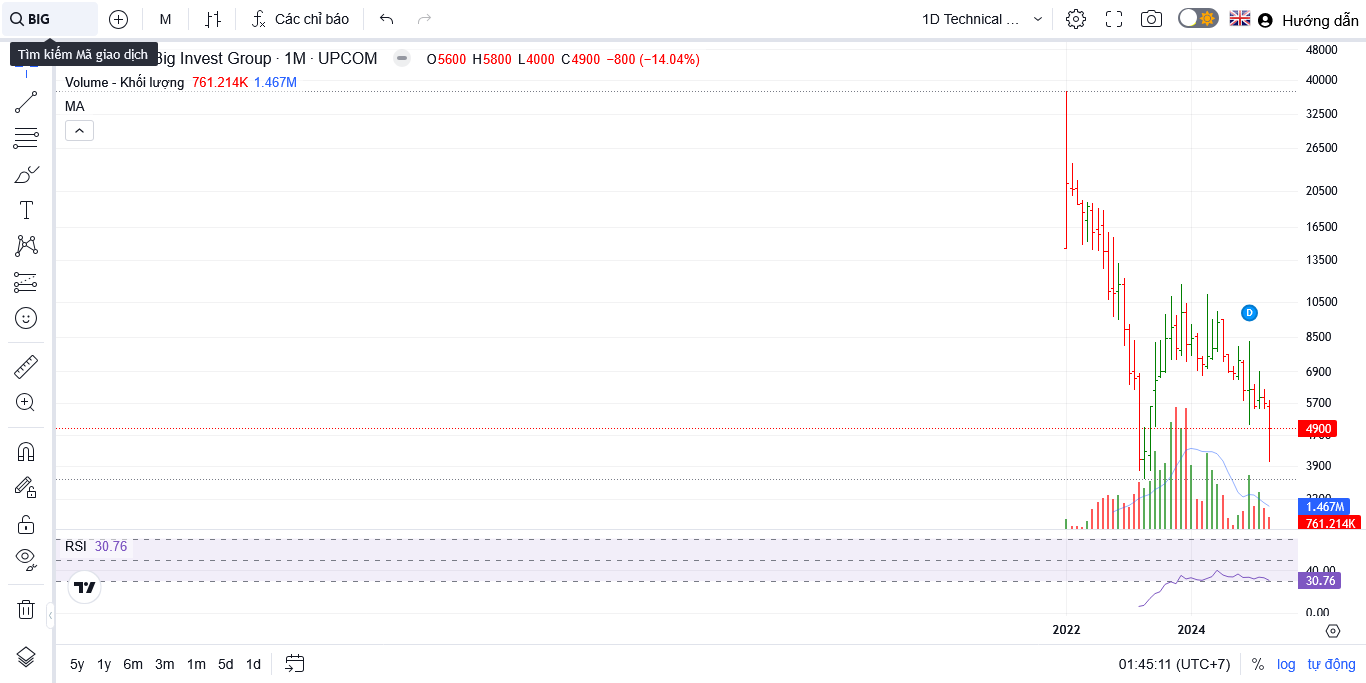 BIG
M
Các chỉ báo
1D Technical ...
Hướng dẫn
Tìm kiếm Mã giao dịch
Big Invest Group · 1M · UPCOM
O5600 H5800 L4000 C4900 −800 (−14.04%)
Volume - Khối lượng 761.214K 1.467M
MA
48000
40000
32500
26500
20500
16500
13500
10500
8500
6900
5700
4900
3900
1.467M
761.214K
D
RSI 30.76
40.00
30.76
0.00
2022
2024
5y 1y 6m 3m 1m 5d 1d
01:45:11 (UTC+7)
% log tự động